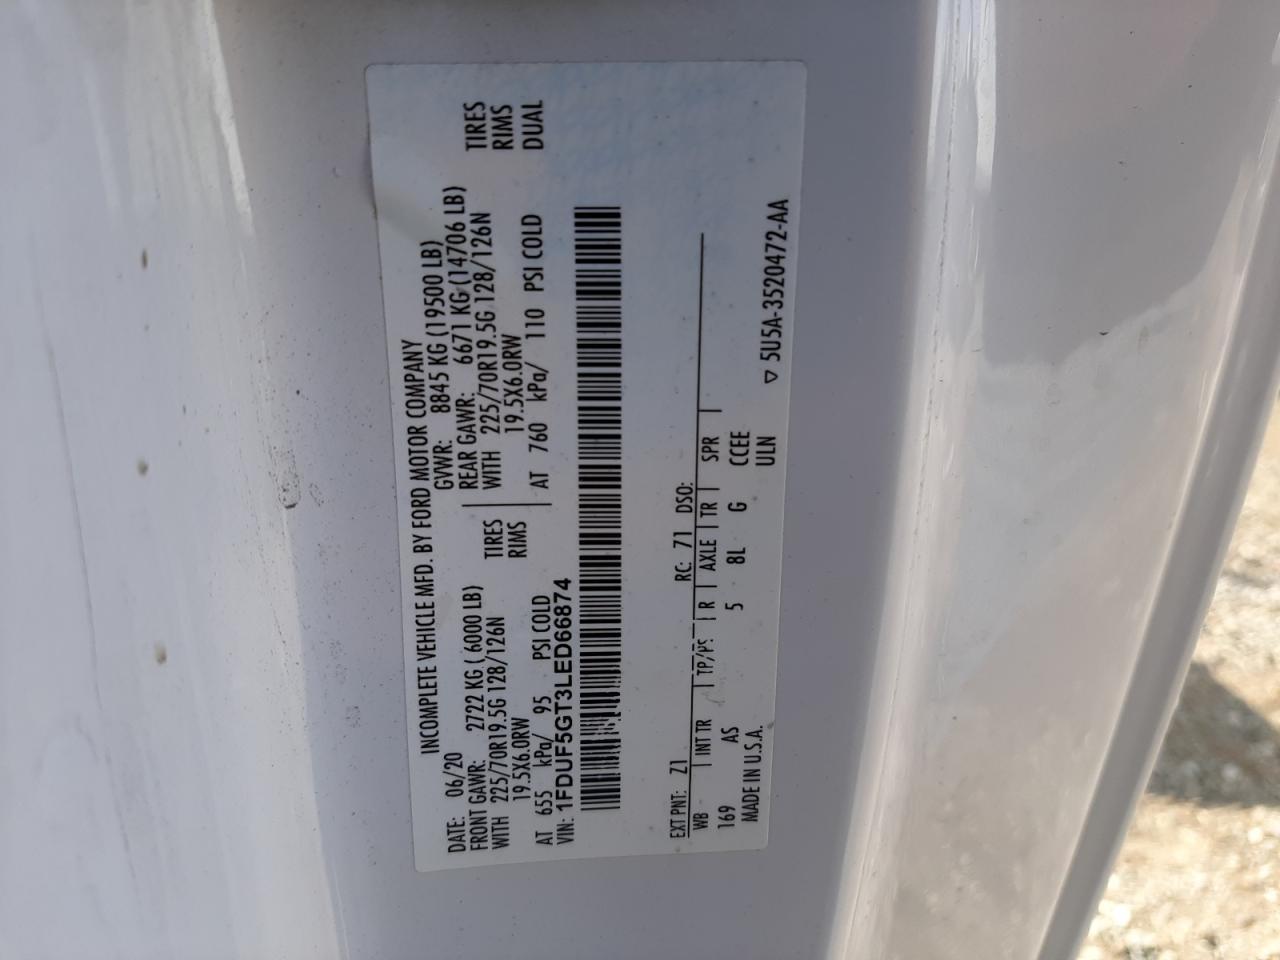 INCOMPLETE VEHICLE MFD. BY FORD MOTOR COMPANY
DATE: 06/20 GVWR: 8845 KG (19500 LB)
FRONT GAWR: 2722 KG ( 6000 LB) REAR GAWR: 6671 KG (14706 LB)
WITH 225/70R19.5G 128/126N TIRES WITH 225/70R19.5G 128/126N TIRES
19.5X6.0RW RIMS 19.5X6.0RW RIMS
AT 655 kPa/ 95 PSI COLD AT 760 kPa/ 110 PSI COLD DUAL
VIN: 1FDUF5GT3LED66874
EXT PNT: Z1 RC: 71 DSO:
WB INT TR TP/PS R AXLE TR SPR
169 AS 5 8L G CCEE
MADE IN U.S.A. ULN
▽ 5U5A-3520472-AA